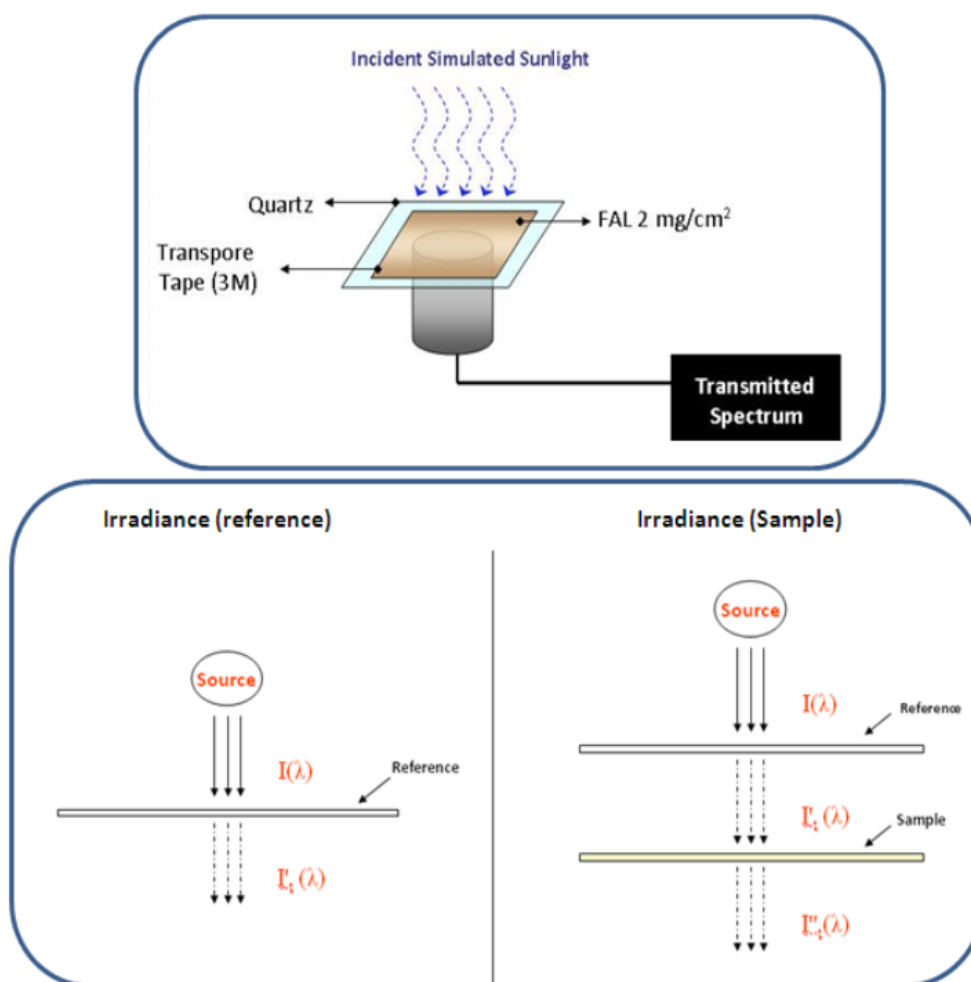 Incident Simulated Sunlight
Quartz
FAL 2 mg/cm²
Transpore
Tape (3M)
Transmitted
Spectrum
Irradiance (reference)
Irradiance (Sample)
Source
I(λ)
Reference
I'ₜ(λ)
Source
I(λ)
Reference
I'ₜ(λ)
Sample
I''ₜ(λ)